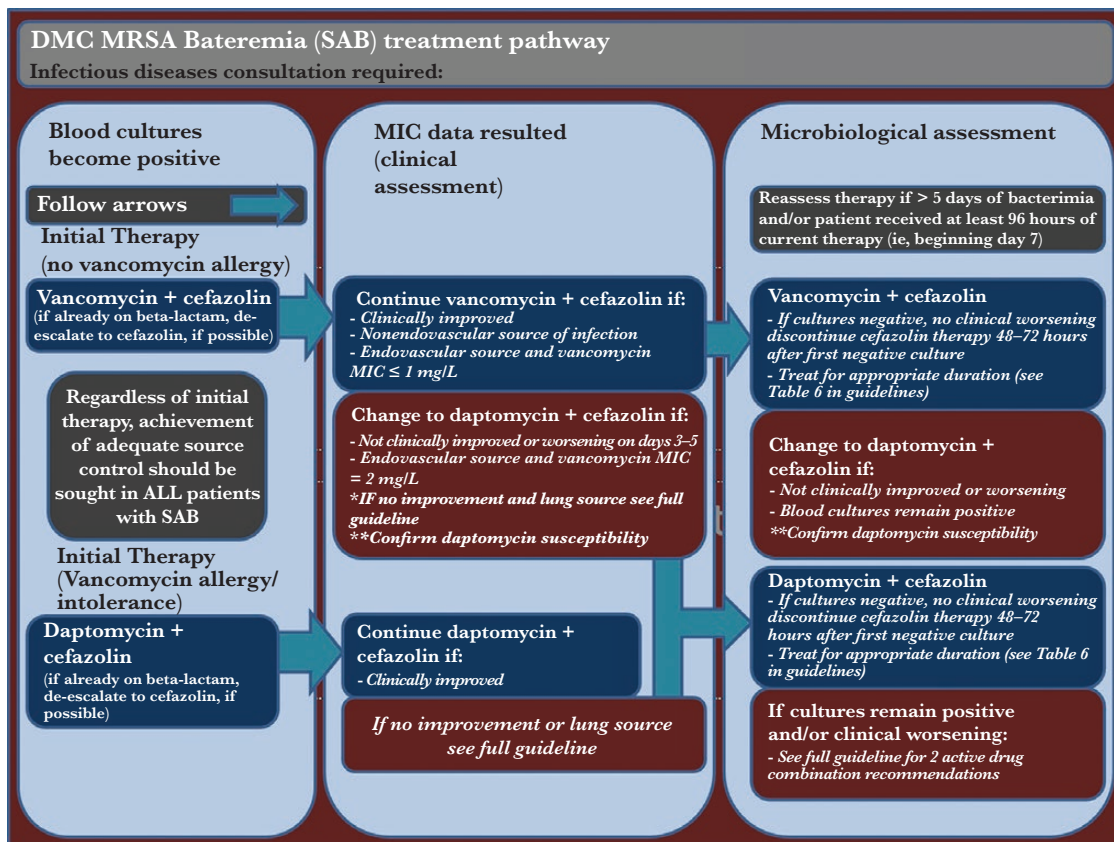 DMC MRSA Bateremia (SAB) treatment pathway
Infectious diseases consultation required:
Blood cultures
become positive
Follow arrows
Initial Therapy
(no vancomycin allergy)
Vancomycin + cefazolin
(if already on beta-lactam, de-
escalate to cefazolin, if possible)
Regardless of initial
therapy, achievement
of adequate source
control should be
sought in ALL patients
with SAB
Initial Therapy
(Vancomycin allergy/
intolerance)
Daptomycin +
cefazolin
(if already on beta-lactam,
de-escalate to cefazolin, if
possible)
MIC data resulted
(clinical
assessment)
Continue vancomycin + cefazolin if:
- Clinically improved
- Nonendovascular source of infection
- Endovascular source and vancomycin
MIC ≤ 1 mg/L
Change to daptomycin + cefazolin if:
- Not clinically improved or worsening on days 3–5
- Endovascular source and vancomycin MIC
= 2 mg/L
*IF no improvement and lung source see full
guideline
**Confirm daptomycin susceptibility
Continue daptomycin +
cefazolin if:
- Clinically improved
If no improvement or lung source
see full guideline
Microbiological assessment
Reassess therapy if > 5 days of bacterimia
and/or patient received at least 96 hours of
current therapy (ie, beginning day 7)
Vancomycin + cefazolin
- If cultures negative, no clinical worsening
discontinue cefazolin therapy 48–72 hours
after first negative culture
- Treat for appropriate duration (see
Table 6 in guidelines)
Change to daptomycin +
cefazolin if:
- Not clinically improved or worsening
- Blood cultures remain positive
**Confirm daptomycin susceptibility
Daptomycin + cefazolin
- If cultures negative, no clinical worsening
discontinue cefazolin therapy 48–72
hours after first negative culture
- Treat for appropriate duration (see Table 6
in guidelines)
If cultures remain positive
and/or clinical worsening:
- See full guideline for 2 active drug
combination recommendations